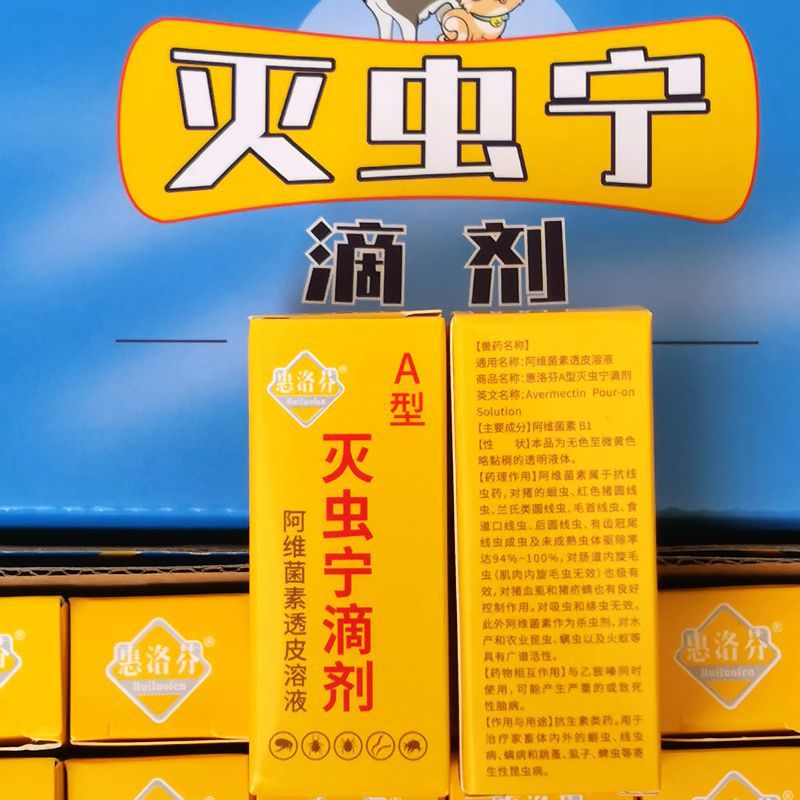 灭虫宁
滴剂
惠洛芬®
Huiluofen
A型
灭虫宁滴剂
阿维菌素透皮溶液
【兽药名称】
通用名称:阿维菌素透皮溶液
商品名称:惠洛芬A型灭虫宁滴剂
英文名称:Avermectin Pour-on
Solution
【主要成分】阿维菌素 B1
【性 状】本品为无色至微黄色
略黏稠的透明液体。
【药理作用】阿维菌素属于抗线
虫药,对猪的蛔虫、红色猪圆线
虫、兰氏类圆线虫、毛首线虫、食
道口线虫、后圆线虫、有齿冠尾
线虫成虫及未成熟虫体驱除率
达94%~100%,对肠道内旋毛
虫(肌肉内旋毛虫无效)也极有
效,对猪血虱和猪疥螨也有良好
控制作用。对吸虫和绦虫无效。
此外阿维菌素作为杀虫剂,对水
产和农业昆虫、螨虫以及火蚁等
具有广谱活性。
【药物相互作用】与乙胺嗪同时
使用,可能产生严重的或致死
性脑病。
【作用与用途】抗生素类药。用于
治疗家畜体内外的蛔虫、线虫
病、螨病和跳蚤、虱子、蜱虫等寄
生性昆虫病。
惠洛芬®
Huiluofen
惠洛芬®
Huiluofen